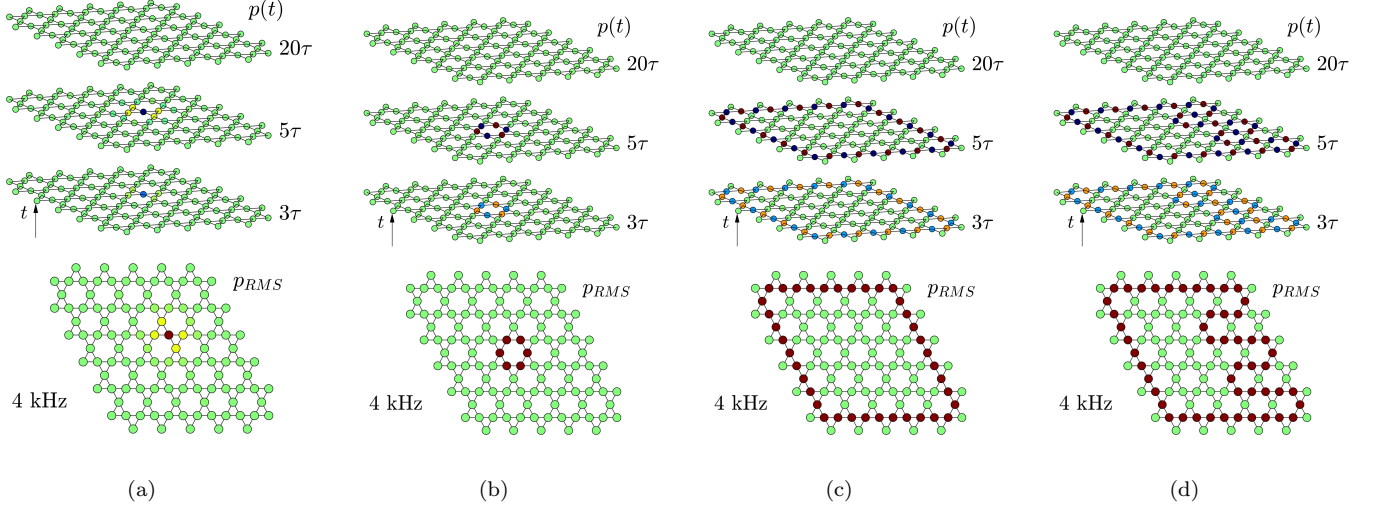 p(t)
20τ
5τ
3τ
t
p_{RMS}
4 kHz
(a)
p(t)
20τ
5τ
3τ
t
p_{RMS}
4 kHz
(b)
p(t)
20τ
5τ
3τ
t
p_{RMS}
4 kHz
(c)
p(t)
20τ
5τ
3τ
t
p_{RMS}
4 kHz
(d)